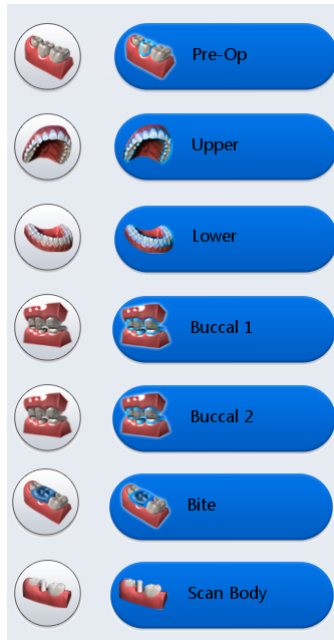 Pre-Op
Upper
Lower
Buccal 1
Buccal 2
Bite
Scan Body